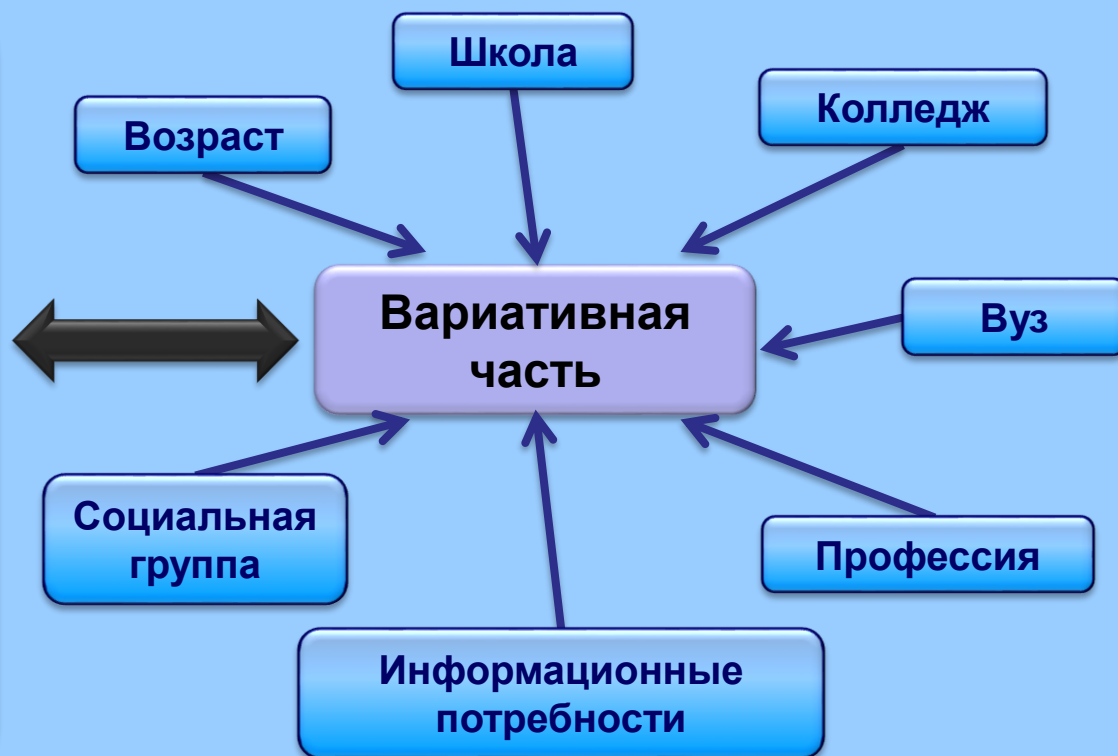 Школа
Колледж
Возраст
Вариативная
часть
Вуз
Социальная
группа
Профессия
Информационные
потребности